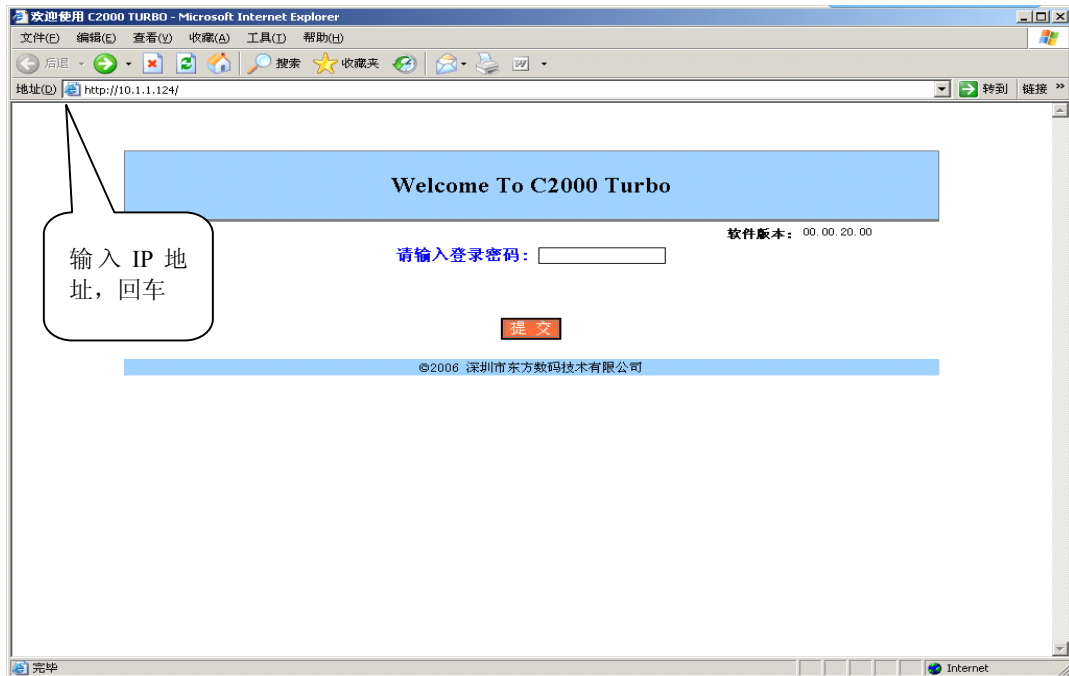 欢迎使用 C2000 TURBO - Microsoft Internet Explorer
文件(F) 编辑(E) 查看(V) 收藏(A) 工具(T) 帮助(H)
后退 搜索 收藏夹
地址(D) http://10.1.1.124/ 转到 链接 »
Welcome To C2000 Turbo
软件版本: 00.00.20.00
请输入登录密码:
输入 IP 地
址，回车
提 交
©2006 深圳市东方数码技术有限公司
完毕 Internet